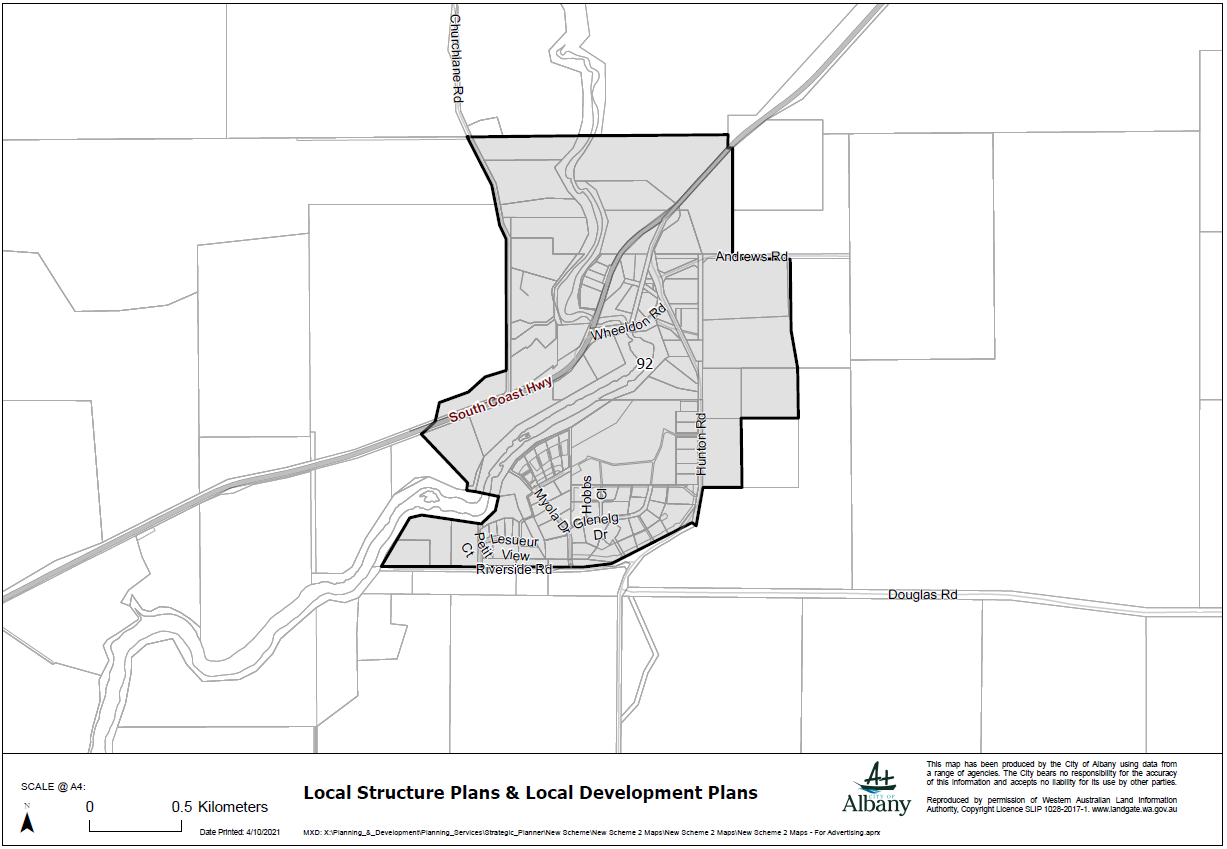 Churchlane Rd
Andrews Rd
Wheeldon Rd
92
South Coast Hwy
Hunton Rd
Hobbs
Cl
Myola Dr
Glenelg
Dr
Lesueur
View
Petit
Ct
Riverside Rd
Douglas Rd
SCALE @ A4:
N
0 0.5 Kilometers
Date Printed: 4/10/2021
Local Structure Plans & Local Development Plans
MXD: X:\Planning_&_Development\Planning_Services\Strategic_Planner\New Scheme\New Scheme 2 Maps\New Scheme 2 Maps\New Scheme 2 Maps - For Advertising.aprx
CITY OF
Albany
This map has been produced by the City of Albany using data from
a range of agencies. The City bears no responsibility for the accuracy
of this information and accepts no liability for its use by other parties.
Reproduced by permission of Western Australian Land Information
Authority, Copyright Licence SLIP 1028-2017-1. www.landgate.wa.gov.au